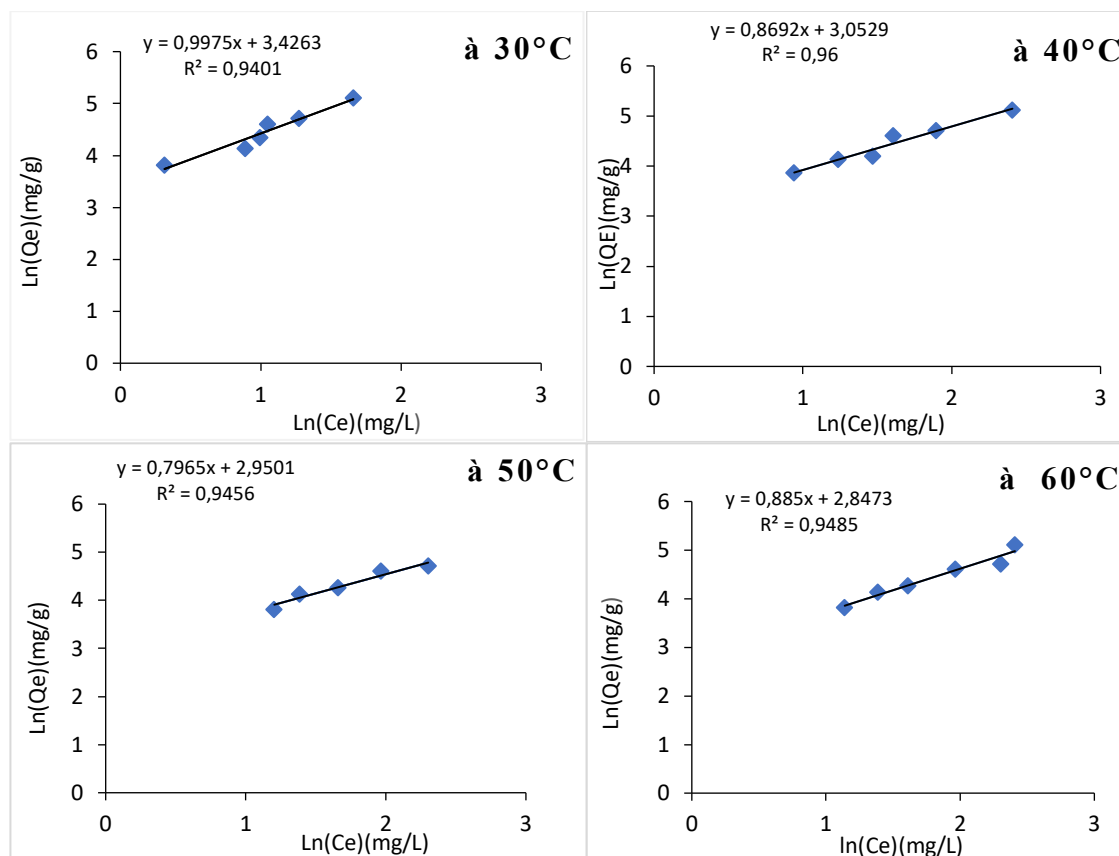 y = 0,9975x + 3,4263
R² = 0,9401
à 30°C
6
5
4
3
2
1
0
0 1 2 3
Ln(Qe)(mg/g)
Ln(Ce)(mg/L)
y = 0,8692x + 3,0529
R² = 0,96
à 40°C
6
5
4
3
2
1
0
0 1 2 3
Ln(QE)(mg/g)
Ln(Ce)(mg/L)
y = 0,7965x + 2,9501
R² = 0,9456
à 50°C
6
5
4
3
2
1
0
0 1 2 3
Ln(Qe)(mg/g)
Ln(Ce)(mg/L)
y = 0,885x + 2,8473
R² = 0,9485
à 60°C
6
5
4
3
2
1
0
0 1 2 3
Ln(Qe)(mg/g)
ln(Ce)(mg/L)